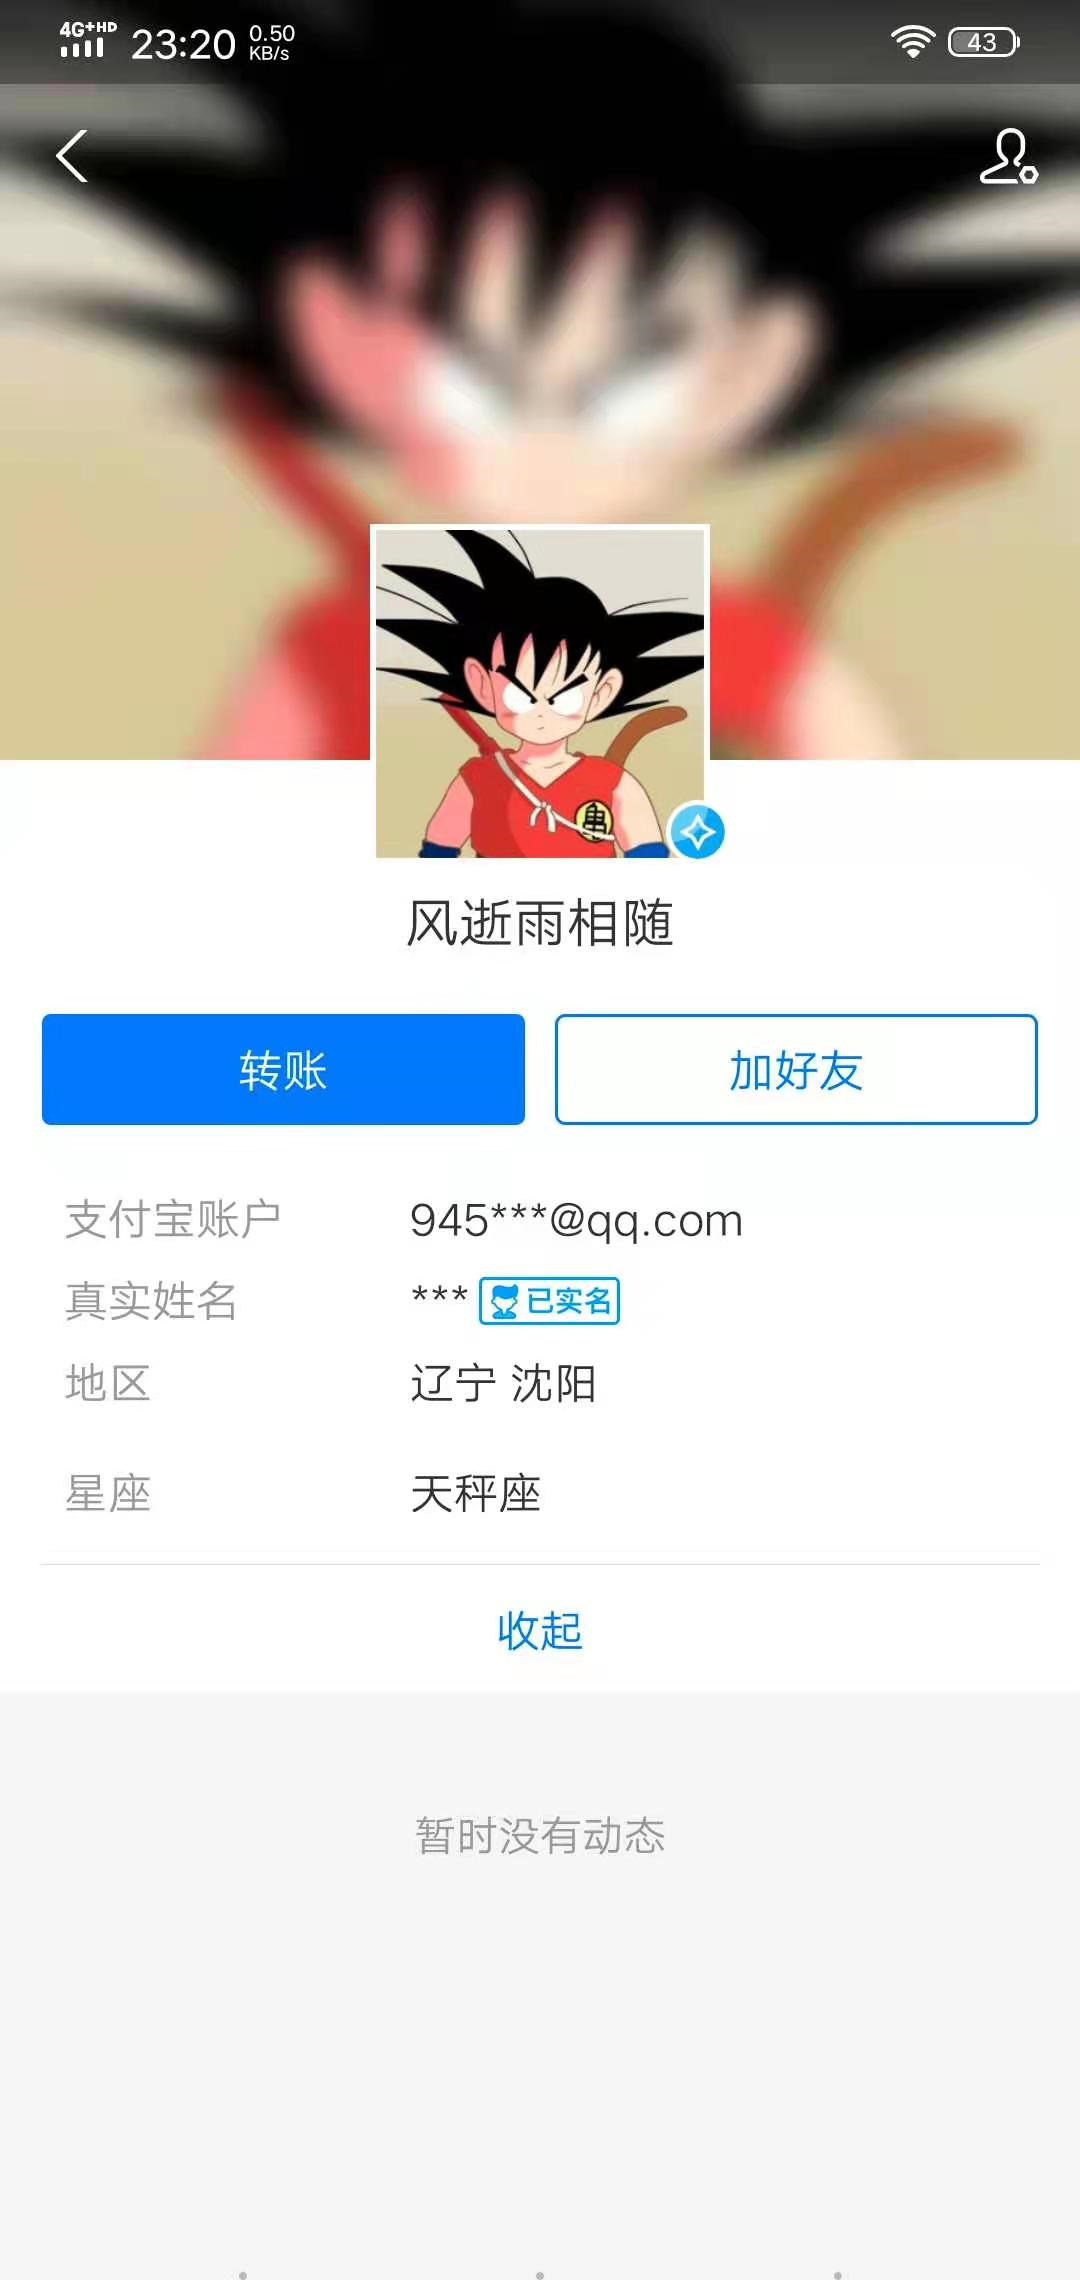 4G+HD 23:20 0.50 KB/s 43
亀
风逝雨相随
转账 加好友
支付宝账户 945***@qq.com
真实姓名 *** 已实名
地区 辽宁 沈阳
星座 天秤座
收起
暂时没有动态